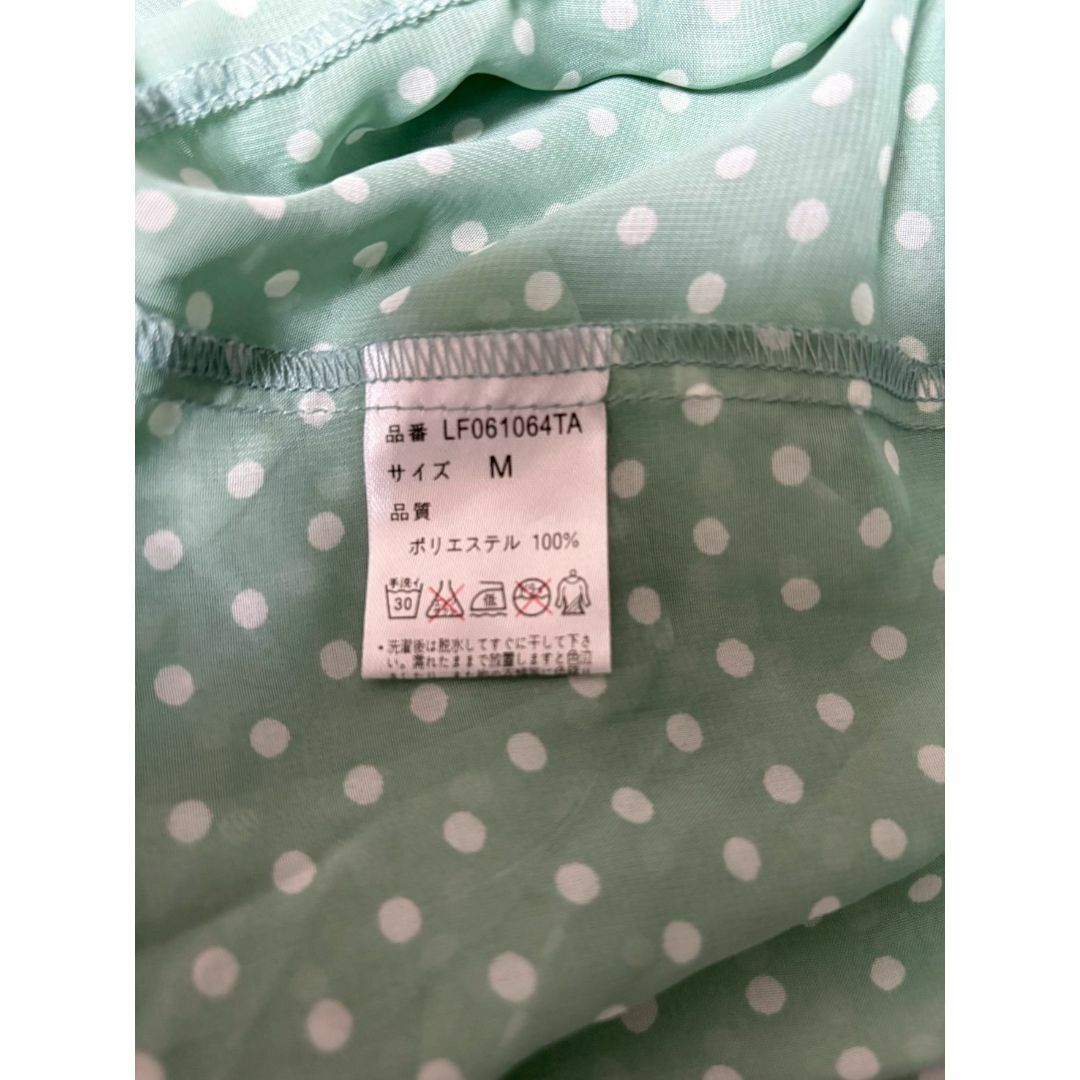 品番 LF061064TA
サイズ M
品質
ポリエステル 100%
手洗イ
30 低
・洗濯後は脱水してすぐに干して下さ
い。濡れたままで放置しますと色辺